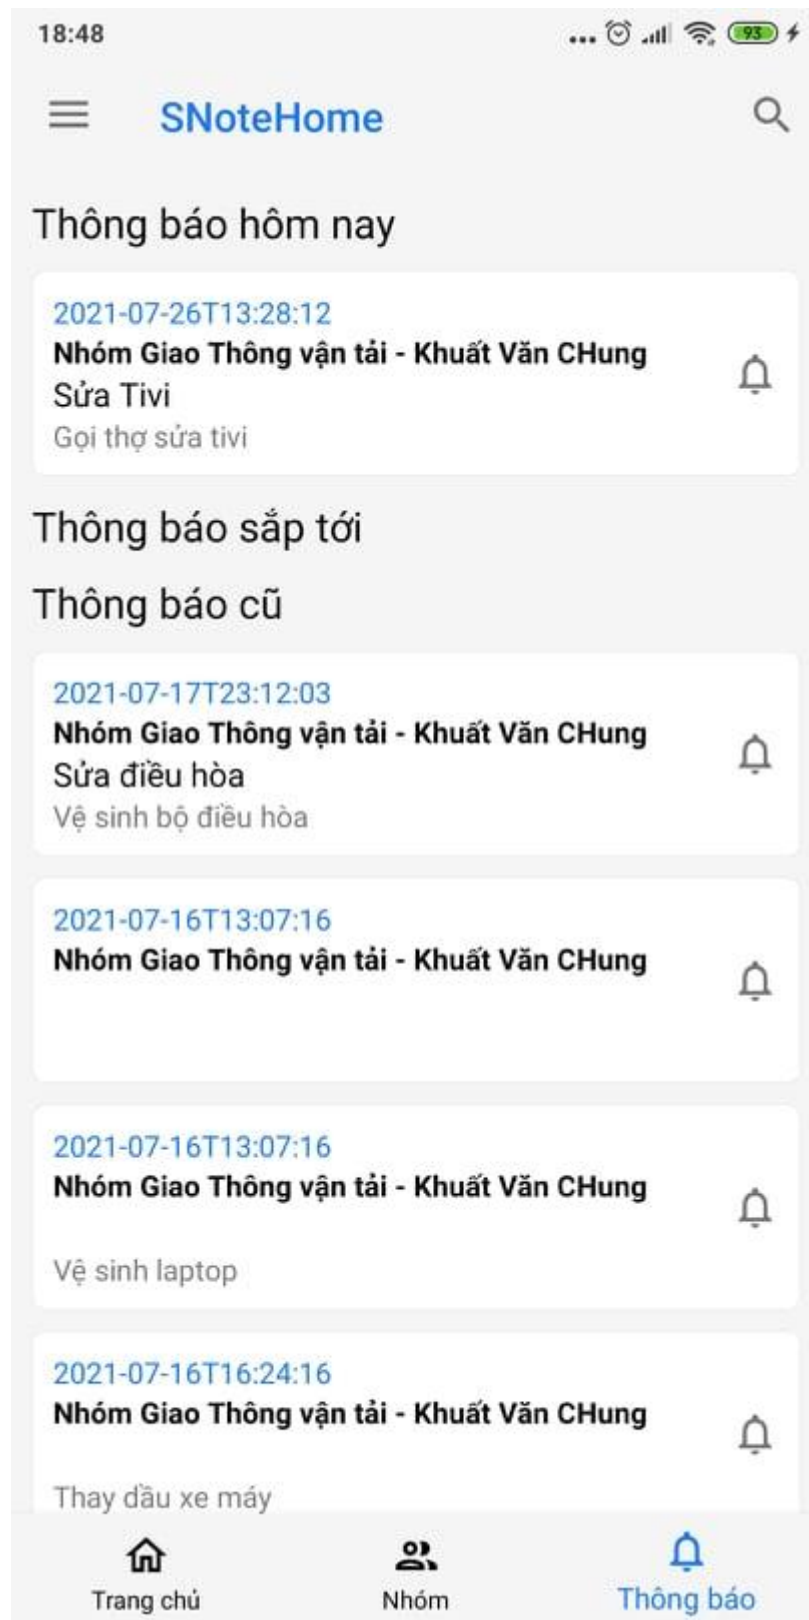 18:48
93
SNoteHome
Thông báo hôm nay
2021-07-26T13:28:12
Nhóm Giao Thông vận tải - Khuất Văn CHung
Sửa Tivi
Gọi thợ sửa tivi
Thông báo sắp tới
Thông báo cũ
2021-07-17T23:12:03
Nhóm Giao Thông vận tải - Khuất Văn CHung
Sửa điều hòa
Vệ sinh bộ điều hòa
2021-07-16T13:07:16
Nhóm Giao Thông vận tải - Khuất Văn CHung
2021-07-16T13:07:16
Nhóm Giao Thông vận tải - Khuất Văn CHung
Vệ sinh laptop
2021-07-16T16:24:16
Nhóm Giao Thông vận tải - Khuất Văn CHung
Thay dầu xe máy
Trang chủ
Nhóm
Thông báo